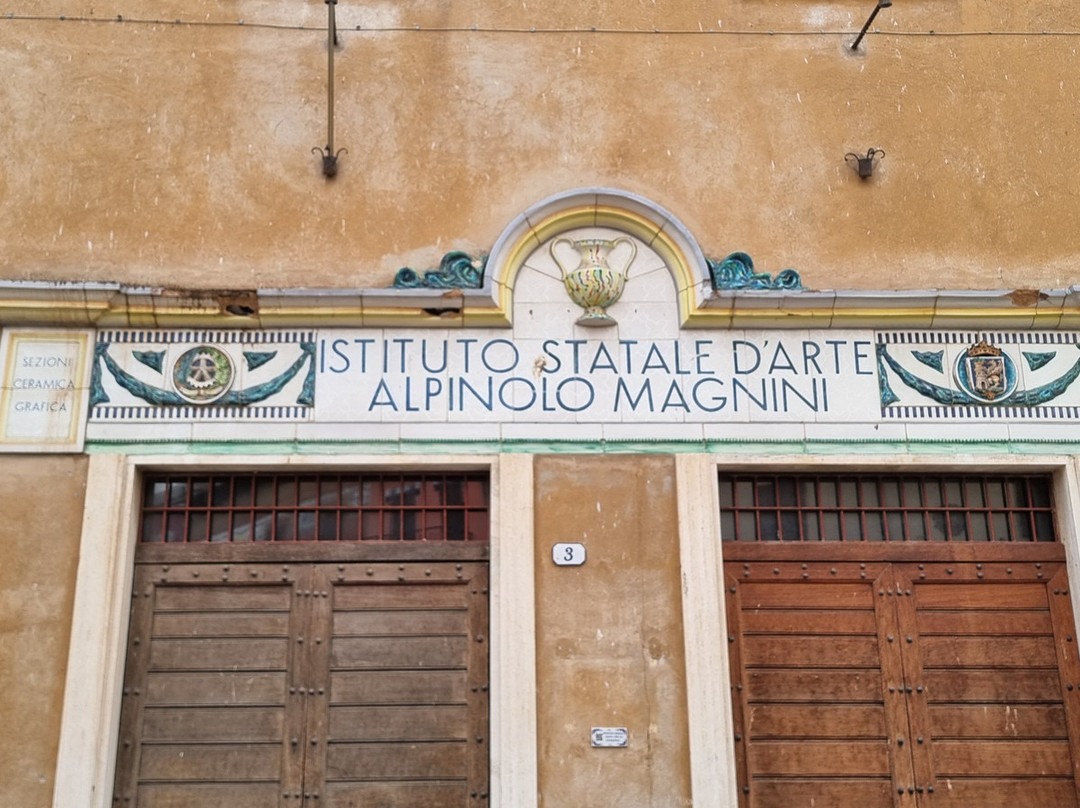 SEZIONI
CERAMICA
GRAFICA
ISTITUTO STATALE D'ARTE
ALPINOLO MAGNINI
3